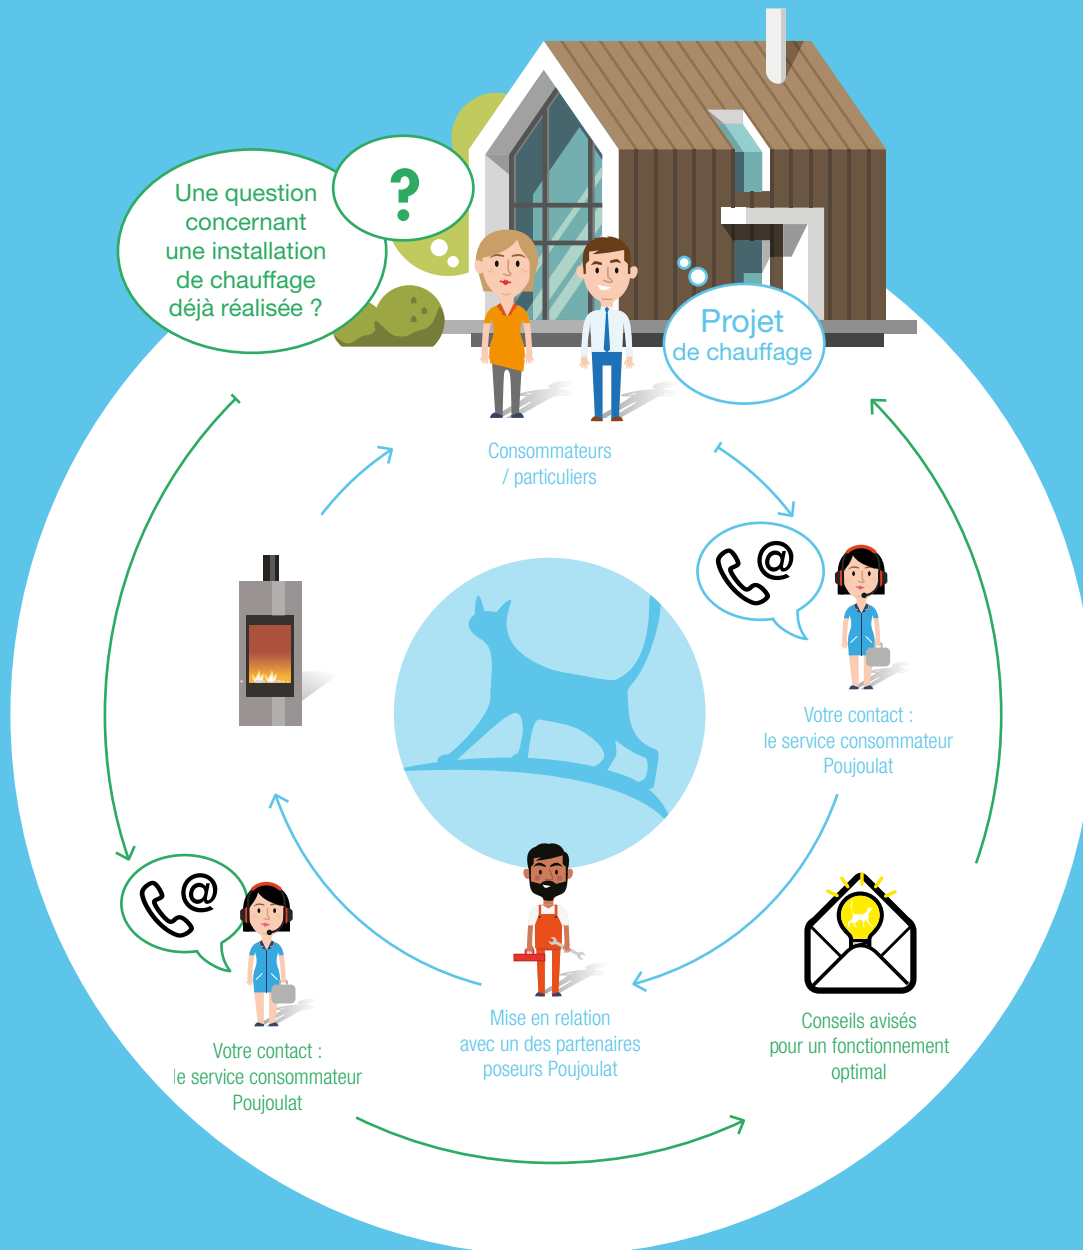 Une question
concernant
une installation
de chauffage
déjà réalisée ?
?
Projet
de chauffage
Consommateurs
/ particuliers
@
Votre contact :
le service consommateur
Poujoulat
@
Votre contact :
le service consommateur
Poujoulat
Mise en relation
avec un des partenaires
poseurs Poujoulat
Conseils avisés
pour un fonctionnement
optimal